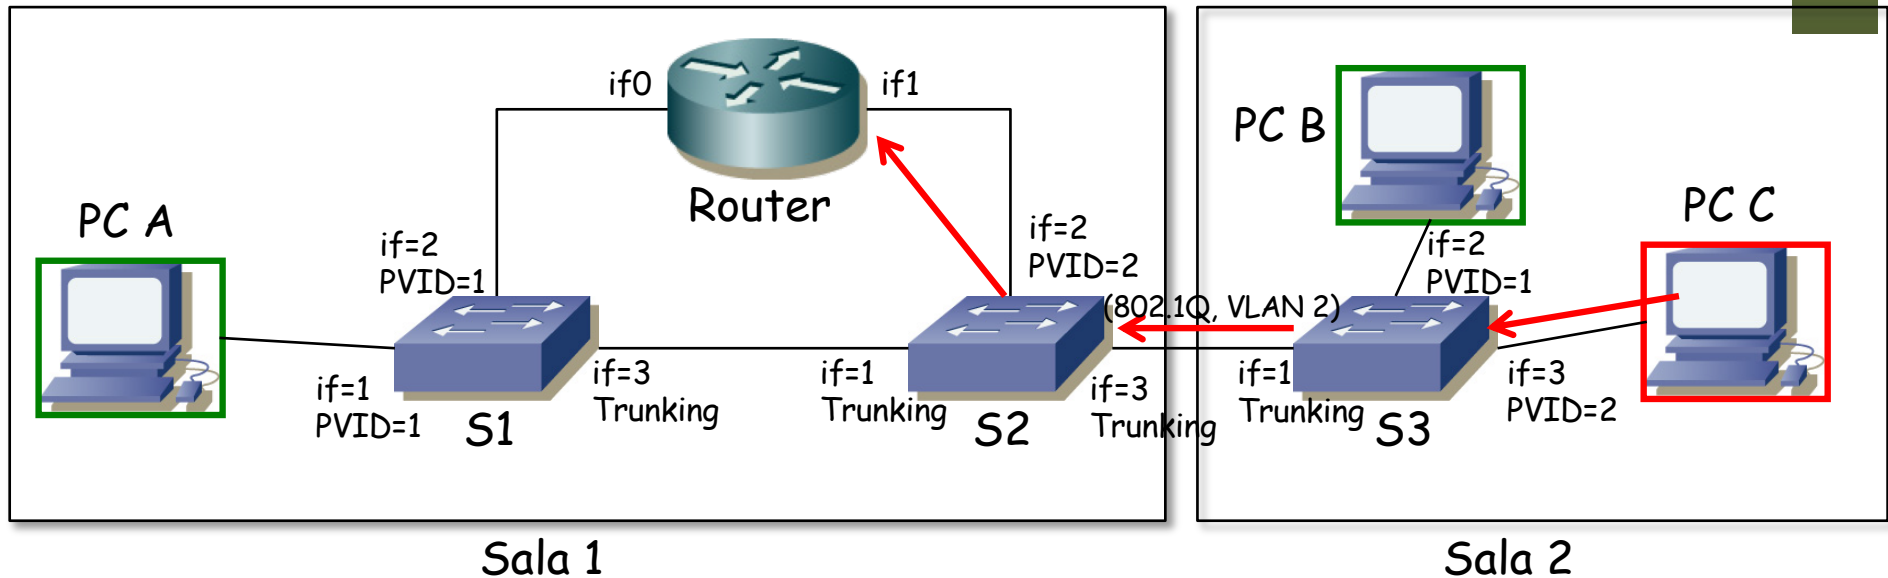 if0
if1
Router
PC A
if=2
PVID=1
if=1
PVID=1
S1
if=3
Trunking
if=1
Trunking
S2
if=2
PVID=2
(802.1Q, VLAN 2)
if=3
Trunking
Sala 1
PC B
PC C
if=2
PVID=1
if=1
Trunking
S3
if=3
PVID=2
Sala 2